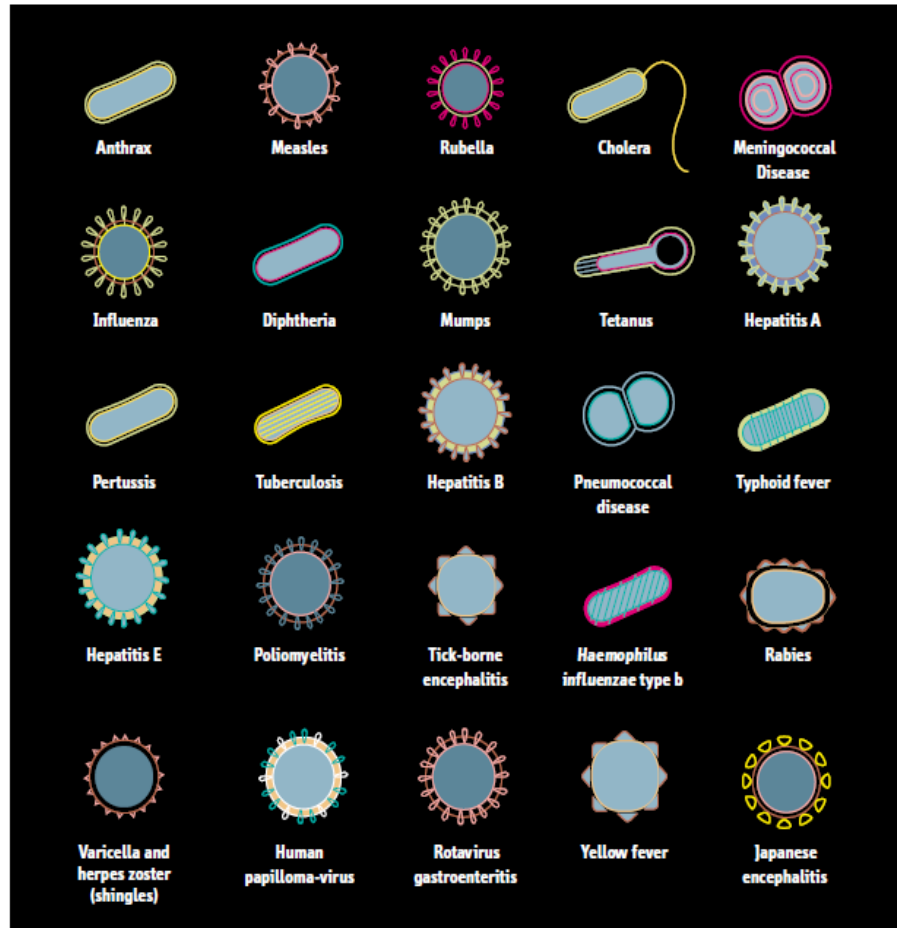 Anthrax
Measles
Rubella
Cholera
Meningococcal
Disease
Influenza
Diphtheria
Mumps
Tetanus
Hepatitis A
Pertussis
Tuberculosis
Hepatitis B
Pneumococcal
disease
Typhoid fever
Hepatitis E
Poliomyelitis
Tick-borne
encephalitis
Haemophilus
influenzae type b
Rabies
Varicella and
herpes zoster
(shingles)
Human
papilloma-virus
Rotavirus
gastroenteritis
Yellow fever
Japanese
encephalitis